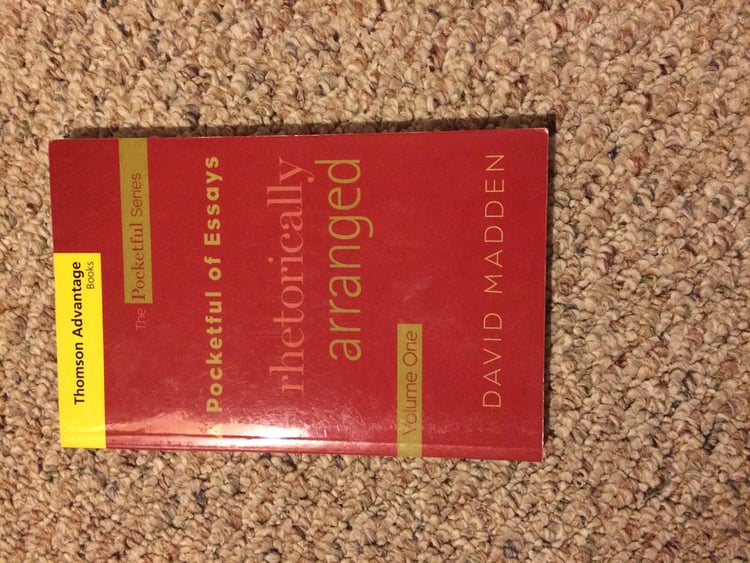 Thomson Advantage
Books
The Pocketful Series
A Pocketful of Essays
rhetorically
arranged
Volume One
DAVID MADDEN